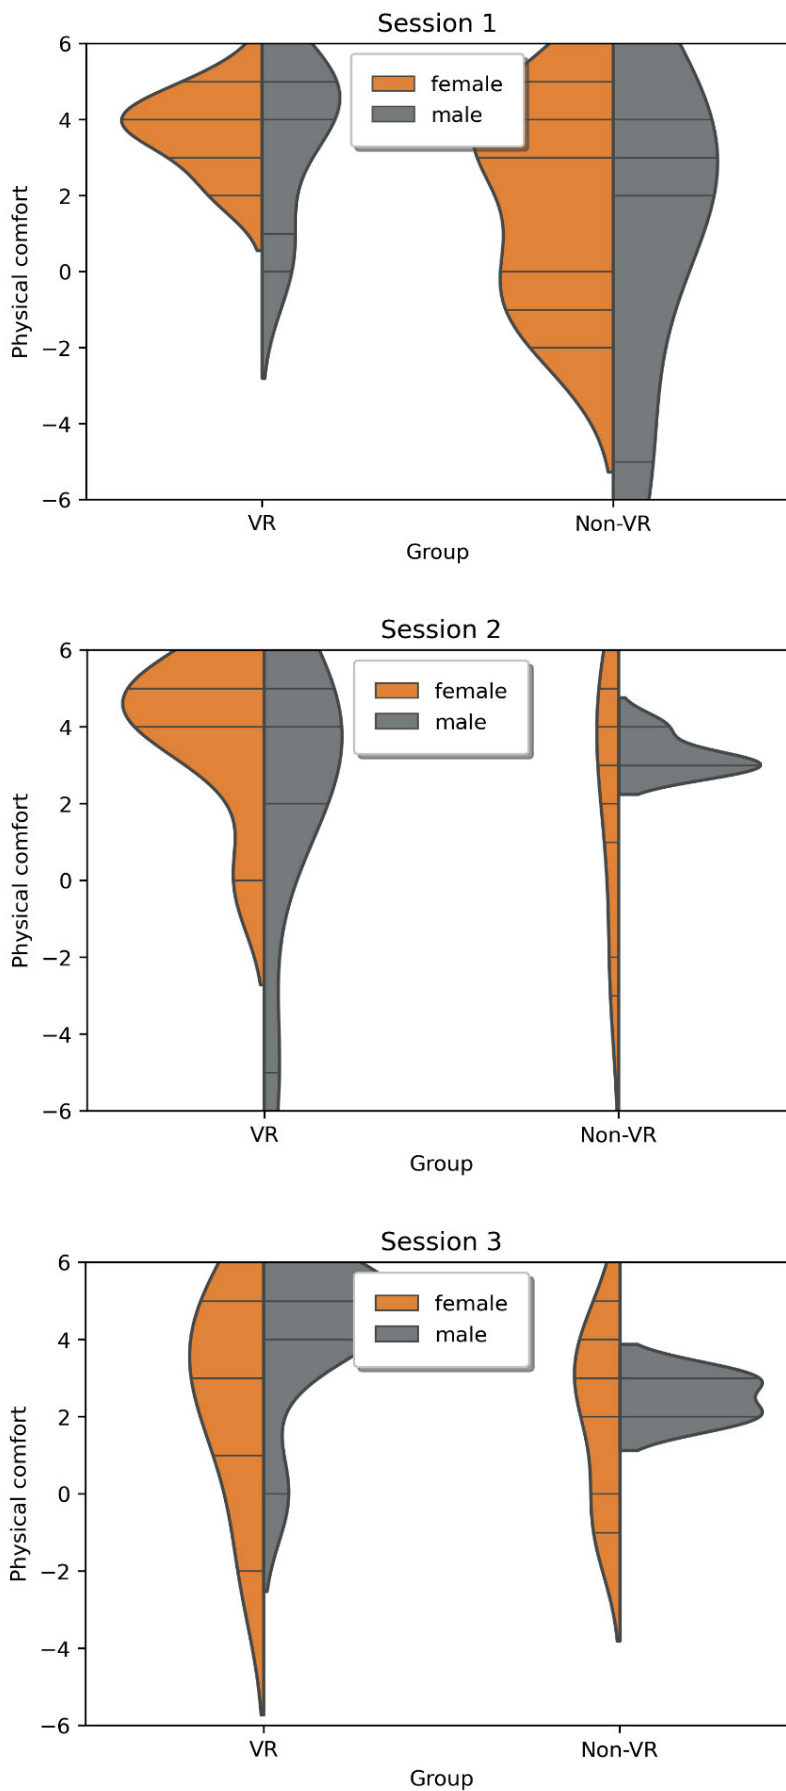 Session 1
6
4
2
0
−2
−4
−6
Physical comfort
female
male
VR
Non-VR
Group
Session 2
6
4
2
0
−2
−4
−6
Physical comfort
female
male
VR
Non-VR
Group
Session 3
6
4
2
0
−2
−4
−6
Physical comfort
female
male
VR
Non-VR
Group